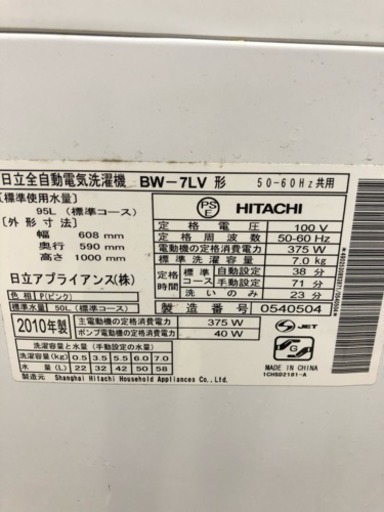 日立全自動電気洗濯機 BW-7LV 形 50-60Hz共用
〔標準使用水量〕
95L (標準コース)
〔外形寸法〕
幅 608 mm
奥行 590 mm
高さ 1000 mm
日立アプライアンス(株)
色相 P(ピンク)
標準水量 50L (標準コース)
PS E HITACHI
定格電圧 100 V
定格周波数 50-60 Hz
電動機の定格消費電力 375 W
標準洗濯容量 7.0 kg
定格時間 標準コース 自動設定 38 分
手動設定 71 分
洗いのみ 23 分
製造番号 0540504
2010年製 主電動機の定格消費電力 375 W
ポンプ電動機の定格消費電力 40 W
洗濯容量と水量 (手動設定の水量)
洗濯容量(kg) 0.5 3.5 5.5 6.0 7.0
水量(L) 22 32 42 50 58
製造元 Shanghai Hitachi Household Appliances Co.,Ltd.
S JET
G
MADE IN CHINA
1CHSD2181-A